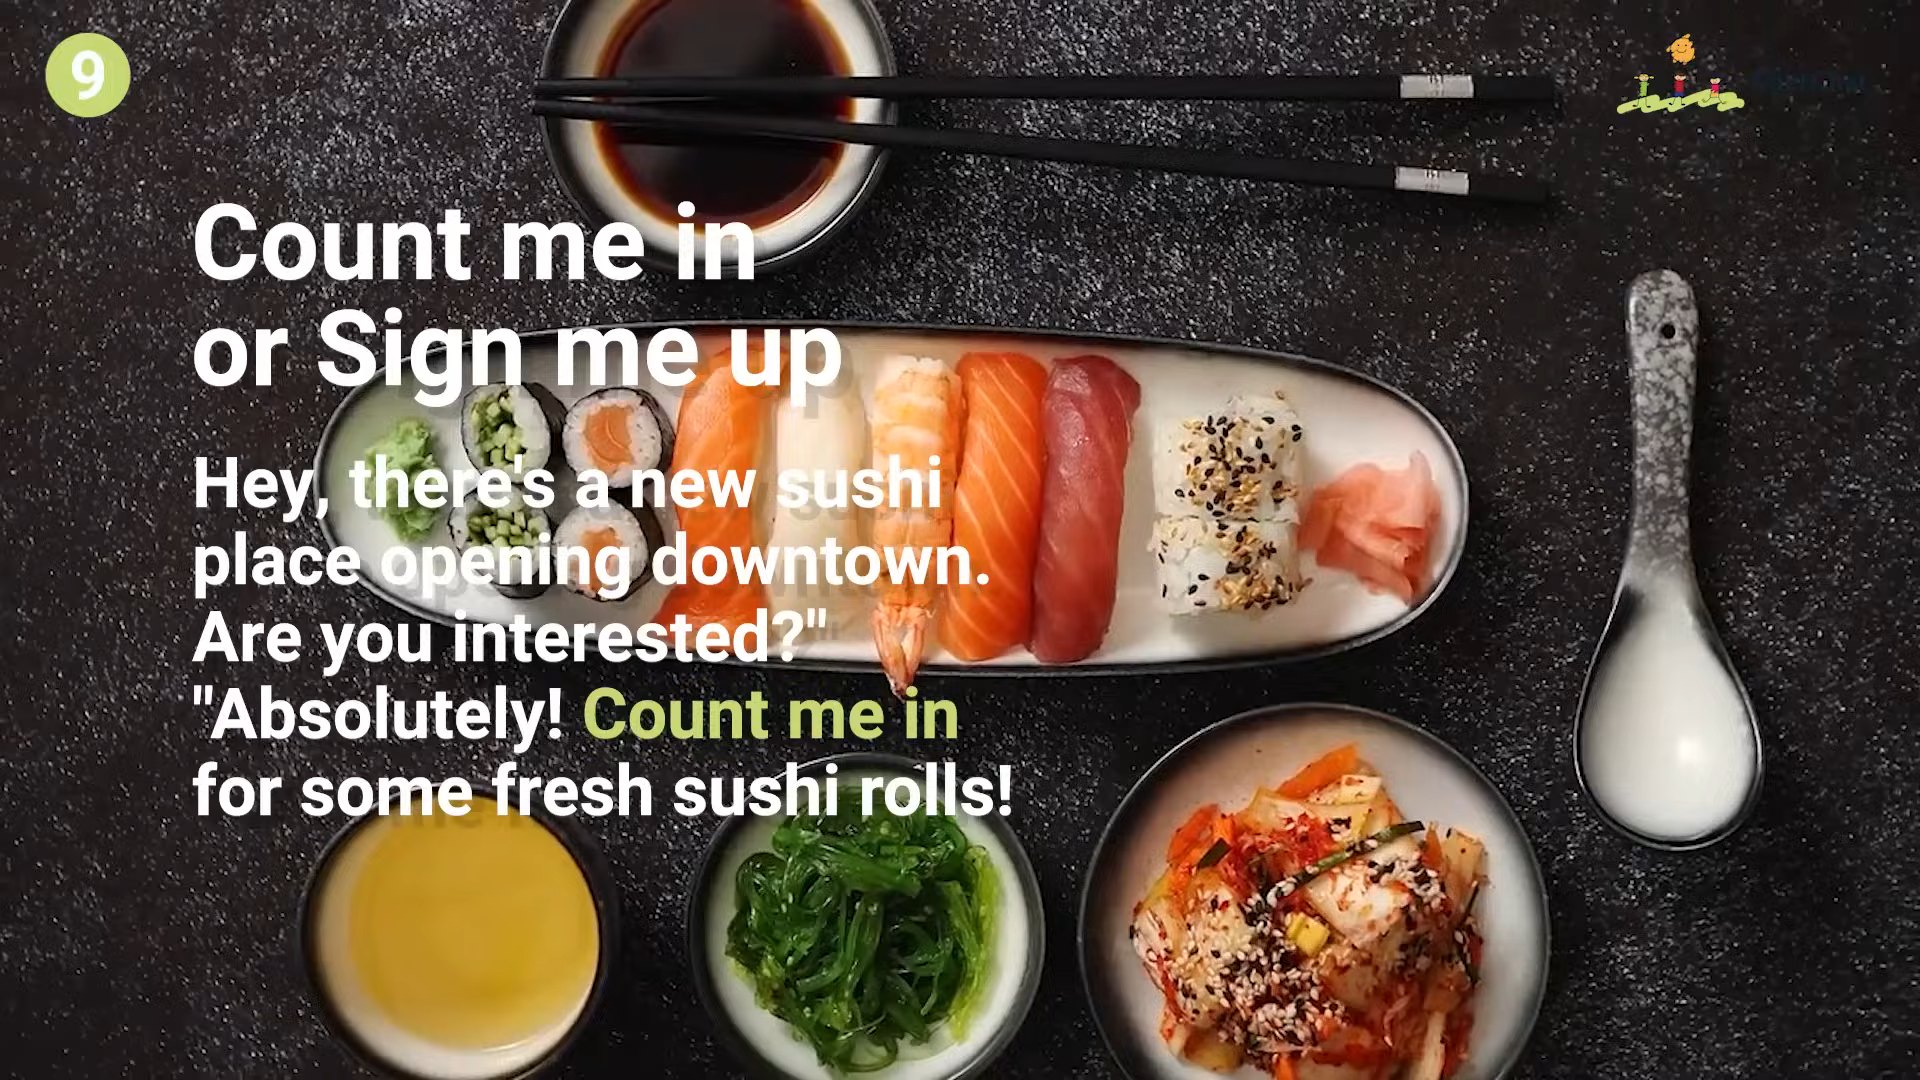 9
Count me in
or Sign me up
Hey, there's a new sushi
place opening downtown.
Are you interested?"
"Absolutely! Count me in
for some fresh sushi rolls!